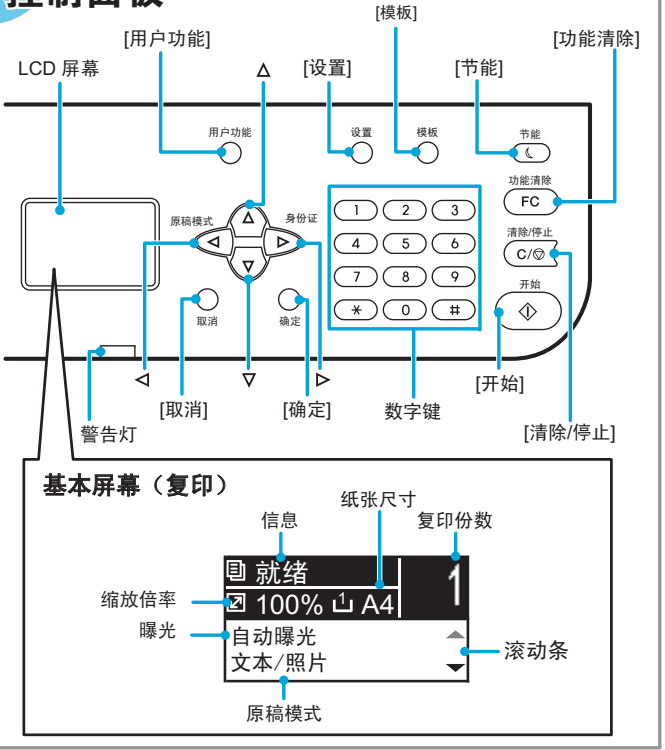 控制面板
[模板]
[用户功能]
[功能清除]
LCD 屏幕
△
[设置]
[节能]
用户功能
设置
模板
节能
功能清除
FC
原稿模式
△
身份证
◁
▷
▽
1 2 3
4 5 6
7 8 9
* 0 #
清除/停止
C/
开始
取消
确定
◁
▽
▷
[开始]
[取消]
[确定]
数字键
警告灯
[清除/停止]
基本屏幕（复印）
纸张尺寸
信息
复印份数
就绪
1
缩放倍率
100% 1 A4
曝光
自动曝光
文本/照片
滚动条
原稿模式